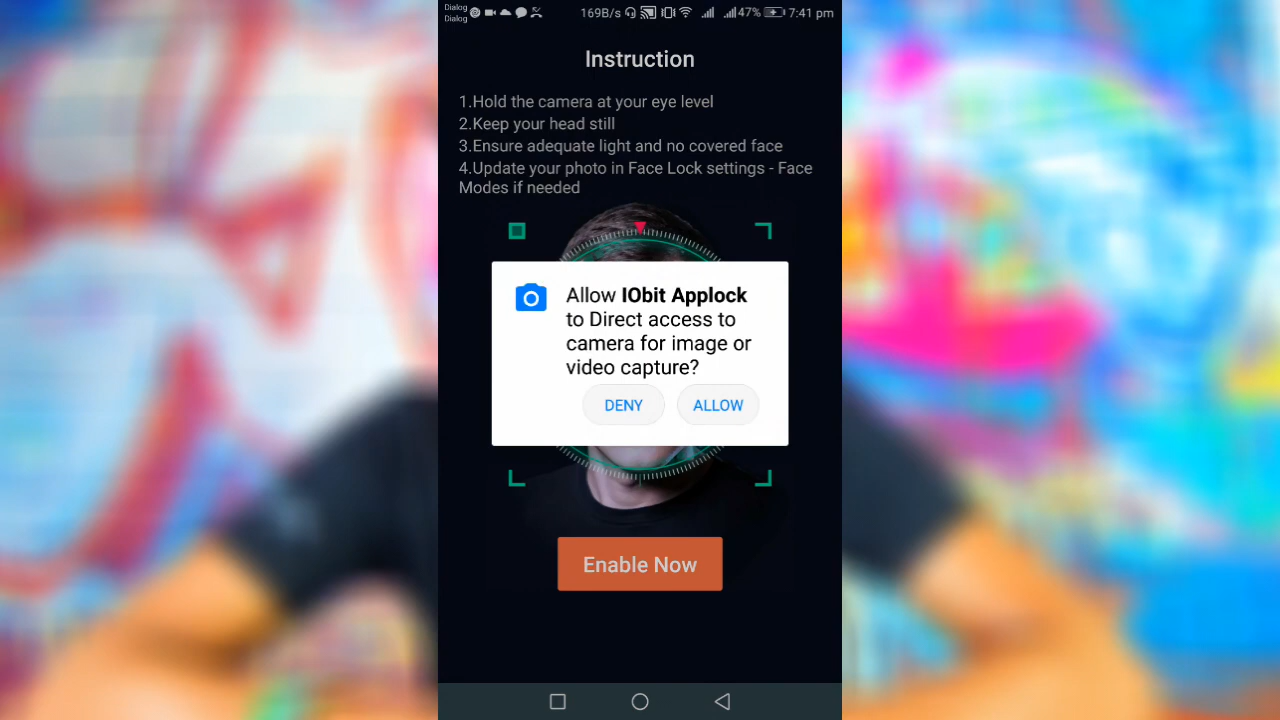 Dialog
Dialog
169B/s 47% 7:41 pm
Instruction
1.Hold the camera at your eye level
2.Keep your head still
3.Ensure adequate light and no covered face
4.Update your photo in Face Lock settings - Face
Modes if needed
Allow IObit Applock
to Direct access to
camera for image or
video capture?
DENY ALLOW
Enable Now